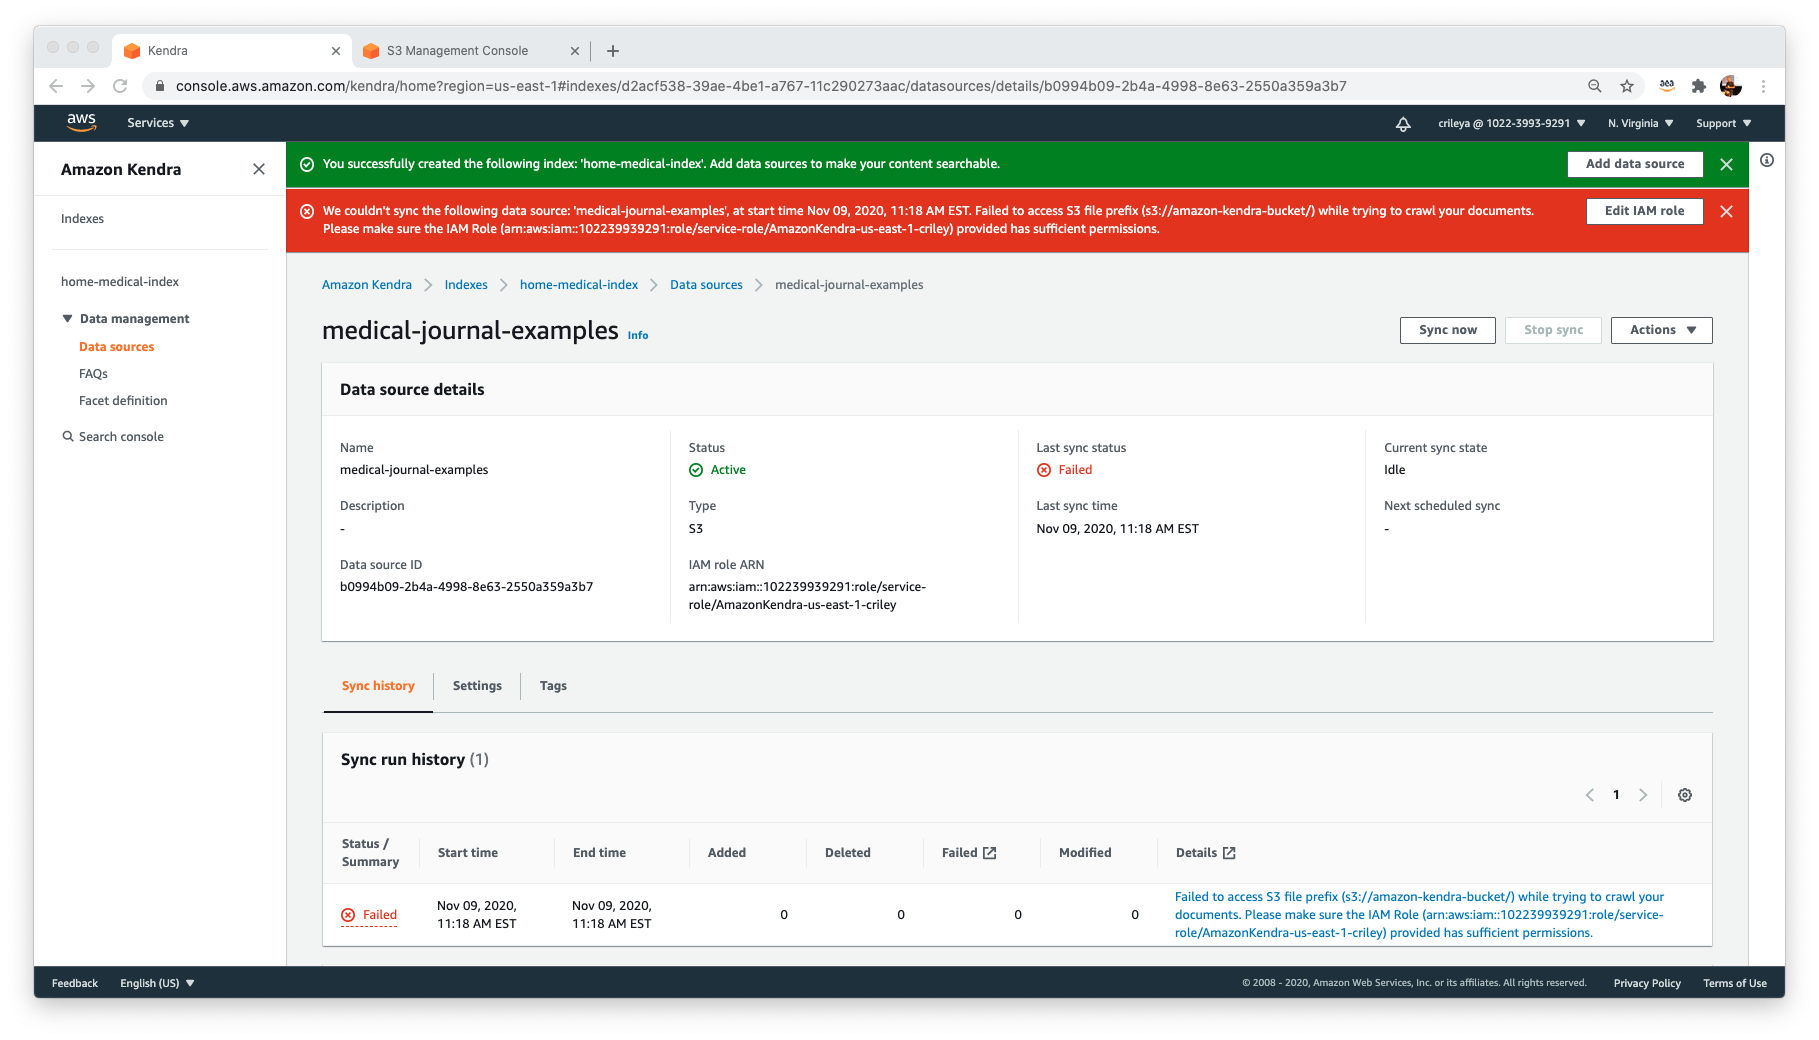 Kendra
S3 Management Console
console.aws.amazon.com/kendra/home?region=us-east-1#indexes/d2acf538-39ae-4be1-a767-11c290273aac/datasources/details/b0994b09-2b4a-4998-8e63-2550a359a3b7
aws
Services
crileya @ 1022-3993-9291
N. Virginia
Support
Amazon Kendra
Indexes
home-medical-index
Data management
Data sources
FAQs
Facet definition
Search console
You successfully created the following index: 'home-medical-index'. Add data sources to make your content searchable.
Add data source
We couldn't sync the following data source: 'medical-journal-examples', at start time Nov 09, 2020, 11:18 AM EST. Failed to access S3 file prefix (s3://amazon-kendra-bucket/) while trying to crawl your documents.
Please make sure the IAM Role (arn:aws:iam::102239939291:role/service-role/AmazonKendra-us-east-1-criley) provided has sufficient permissions.
Edit IAM role
Amazon Kendra
Indexes
home-medical-index
Data sources
medical-journal-examples
medical-journal-examples Info
Sync now
Stop sync
Actions
Data source details
Name
medical-journal-examples
Description
-
Data source ID
b0994b09-2b4a-4998-8e63-2550a359a3b7
Status
Active
Type
S3
IAM role ARN
arn:aws:iam::102239939291:role/service-
role/AmazonKendra-us-east-1-criley
Last sync status
Failed
Last sync time
Nov 09, 2020, 11:18 AM EST
Current sync state
Idle
Next scheduled sync
-
Sync history
Settings
Tags
Sync run history (1)
1
Status /
Summary
Start time
End time
Added
Deleted
Failed
Modified
Details
Failed
Nov 09, 2020,
11:18 AM EST
Nov 09, 2020,
11:18 AM EST
0
0
0
0
Failed to access S3 file prefix (s3://amazon-kendra-bucket/) while trying to crawl your
documents. Please make sure the IAM Role (arn:aws:iam::102239939291:role/service-
role/AmazonKendra-us-east-1-criley) provided has sufficient permissions.
Feedback
English (US)
© 2008 - 2020, Amazon Web Services, Inc. or its affiliates. All rights reserved.
Privacy Policy
Terms of Use